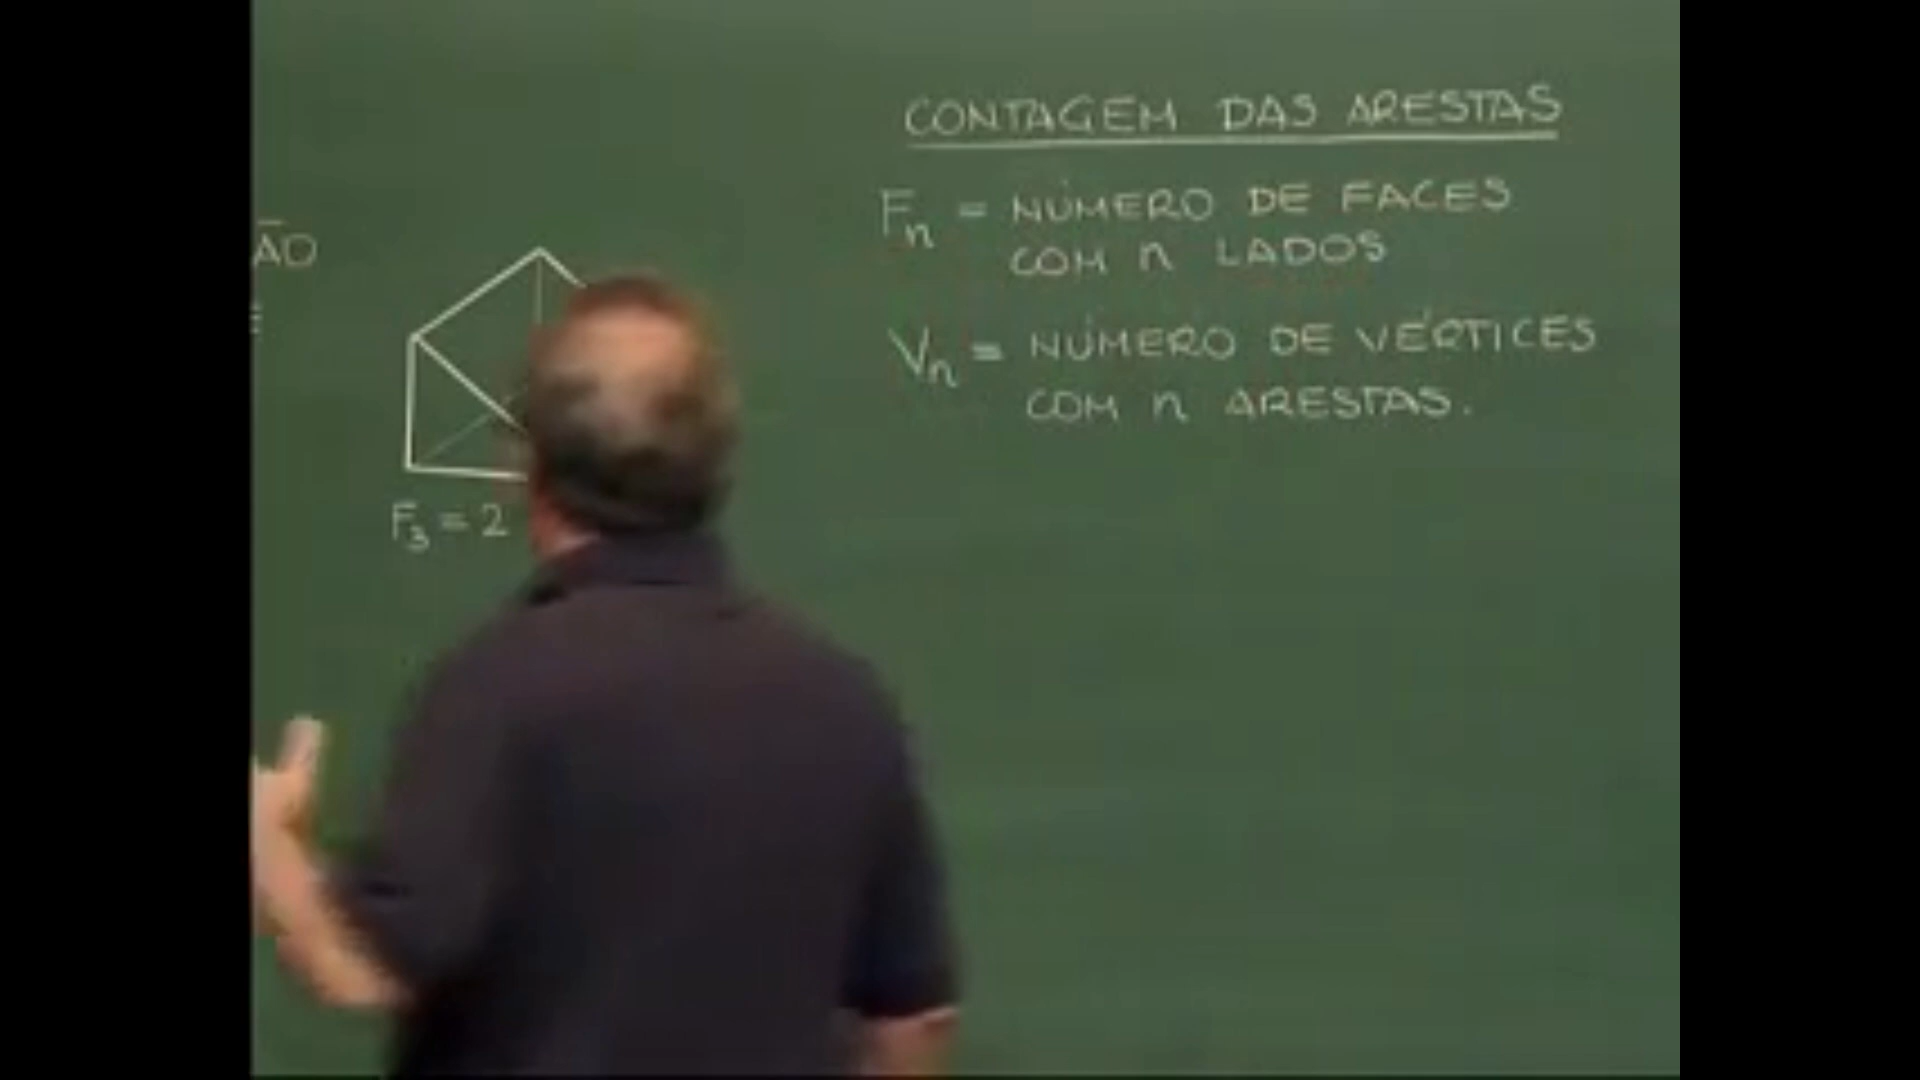 CONTAGEM DAS ARESTAS
Fn = NÚMERO DE FACES
COM n LADOS
Vn = NÚMERO DE VÉRTICES
COM n ARESTAS.
ÃO
F3 = 2